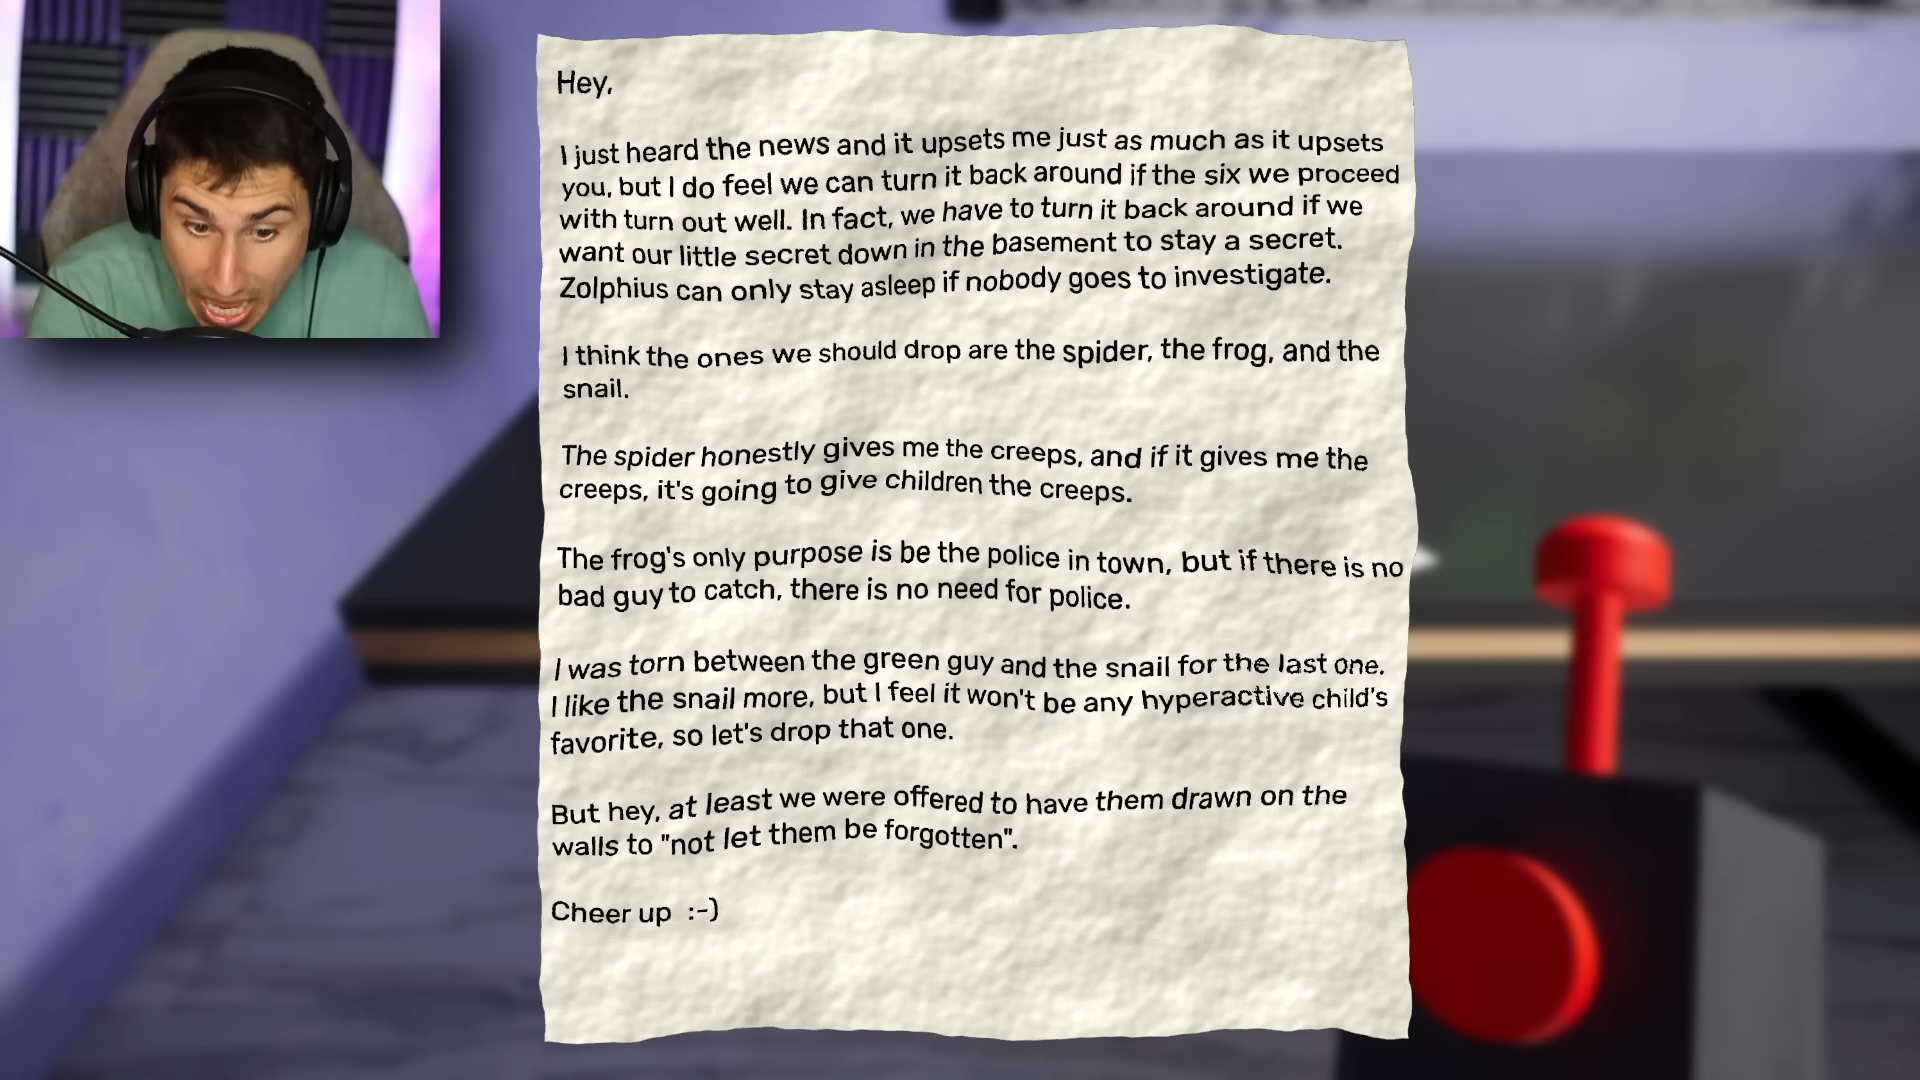 Hey,
I just heard the news and it upsets me just as much as it upsets
you, but I do feel we can turn it back around if the six we proceed
with turn out well. In fact, we have to turn it back around if we
want our little secret down in the basement to stay a secret.
Zolphius can only stay asleep if nobody goes to investigate.
I think the ones we should drop are the spider, the frog, and the
snail.
The spider honestly gives me the creeps, and if it gives me the
creeps, it's going to give children the creeps.
The frog's only purpose is be the police in town, but if there is no
bad guy to catch, there is no need for police.
I was torn between the green guy and the snail for the last one.
I like the snail more, but I feel it won't be any hyperactive child's
favorite, so let's drop that one.
But hey, at least we were offered to have them drawn on the
walls to "not let them be forgotten".
Cheer up :-)